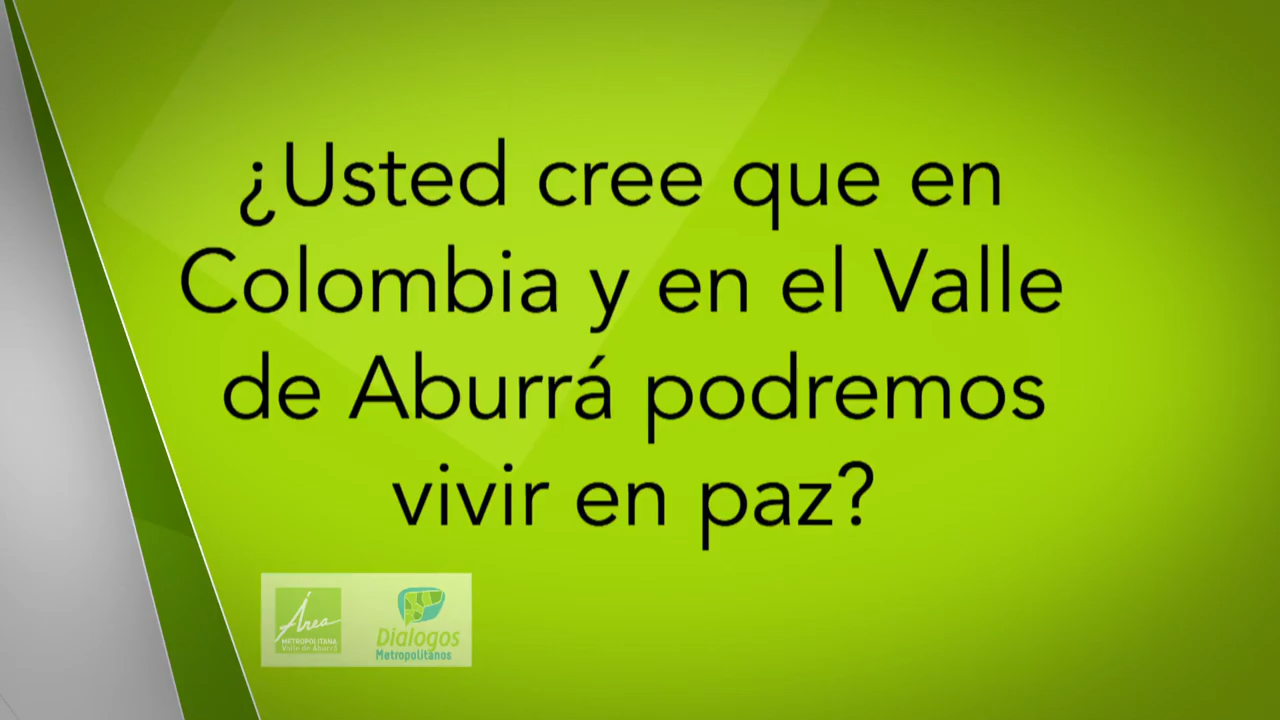 ¿Usted cree que en
Colombia y en el Valle
de Aburrá podremos
vivir en paz?
Área
METROPOLITANA
Valle de Aburrá
Dialogos
Metropolitanos